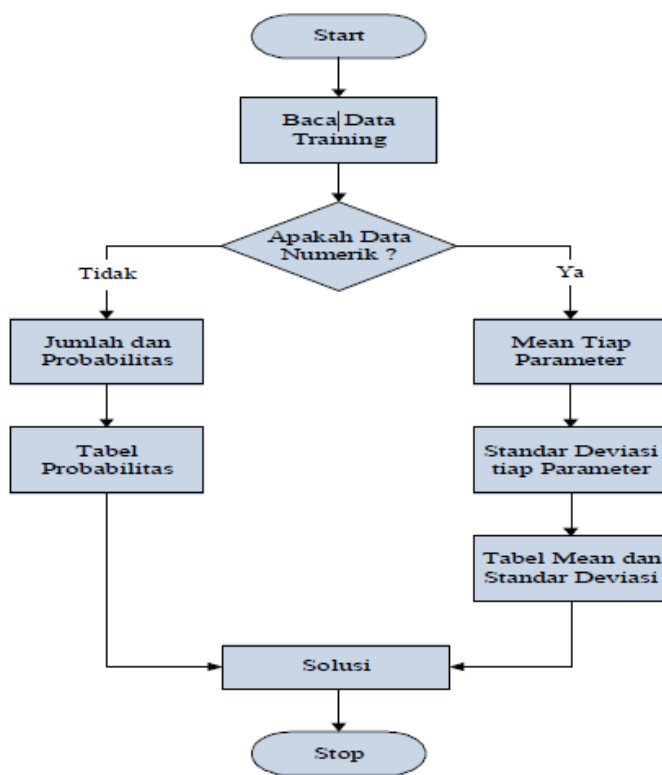 Start
Baca Data
Training
Apakah Data
Numerik ?
Tidak
Ya
Jumlah dan
Probabilitas
Mean Tiap
Parameter
Tabel
Probabilitas
Standar Deviasi
tiap Parameter
Tabel Mean dan
Standar Deviasi
Solusi
Stop